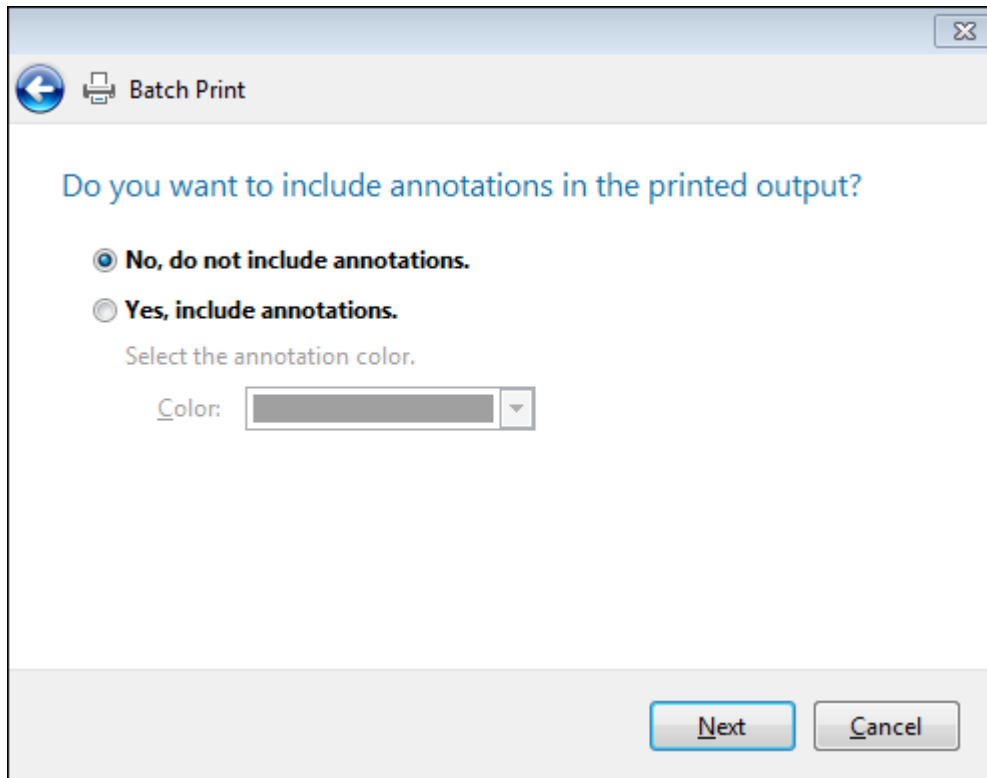 Batch Print
Do you want to include annotations in the printed output?
No, do not include annotations.
Yes, include annotations.
Select the annotation color.
Color:
Next Cancel